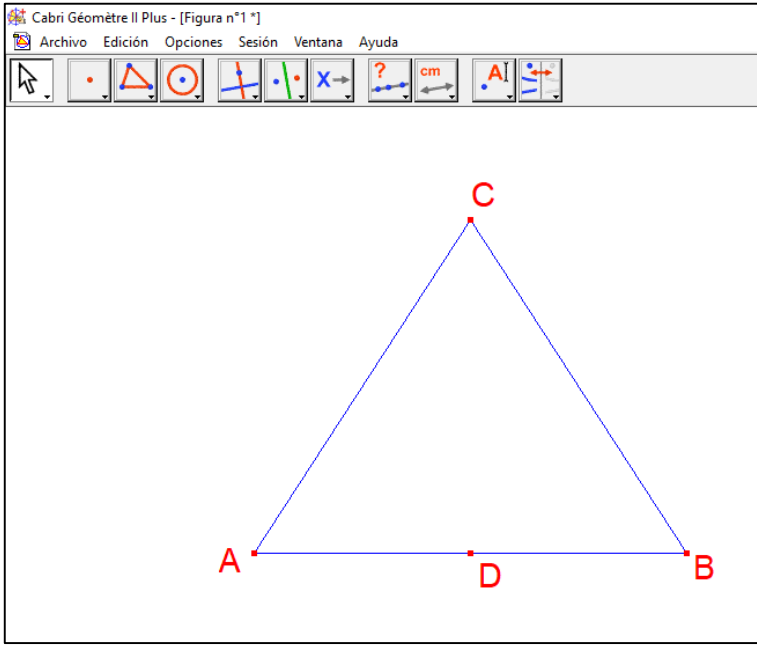 Cabri Géomètre II Plus - [Figura n°1 *]
Archivo Edición Opciones Sesión Ventana Ayuda
X ? cm A
C
A
D
B